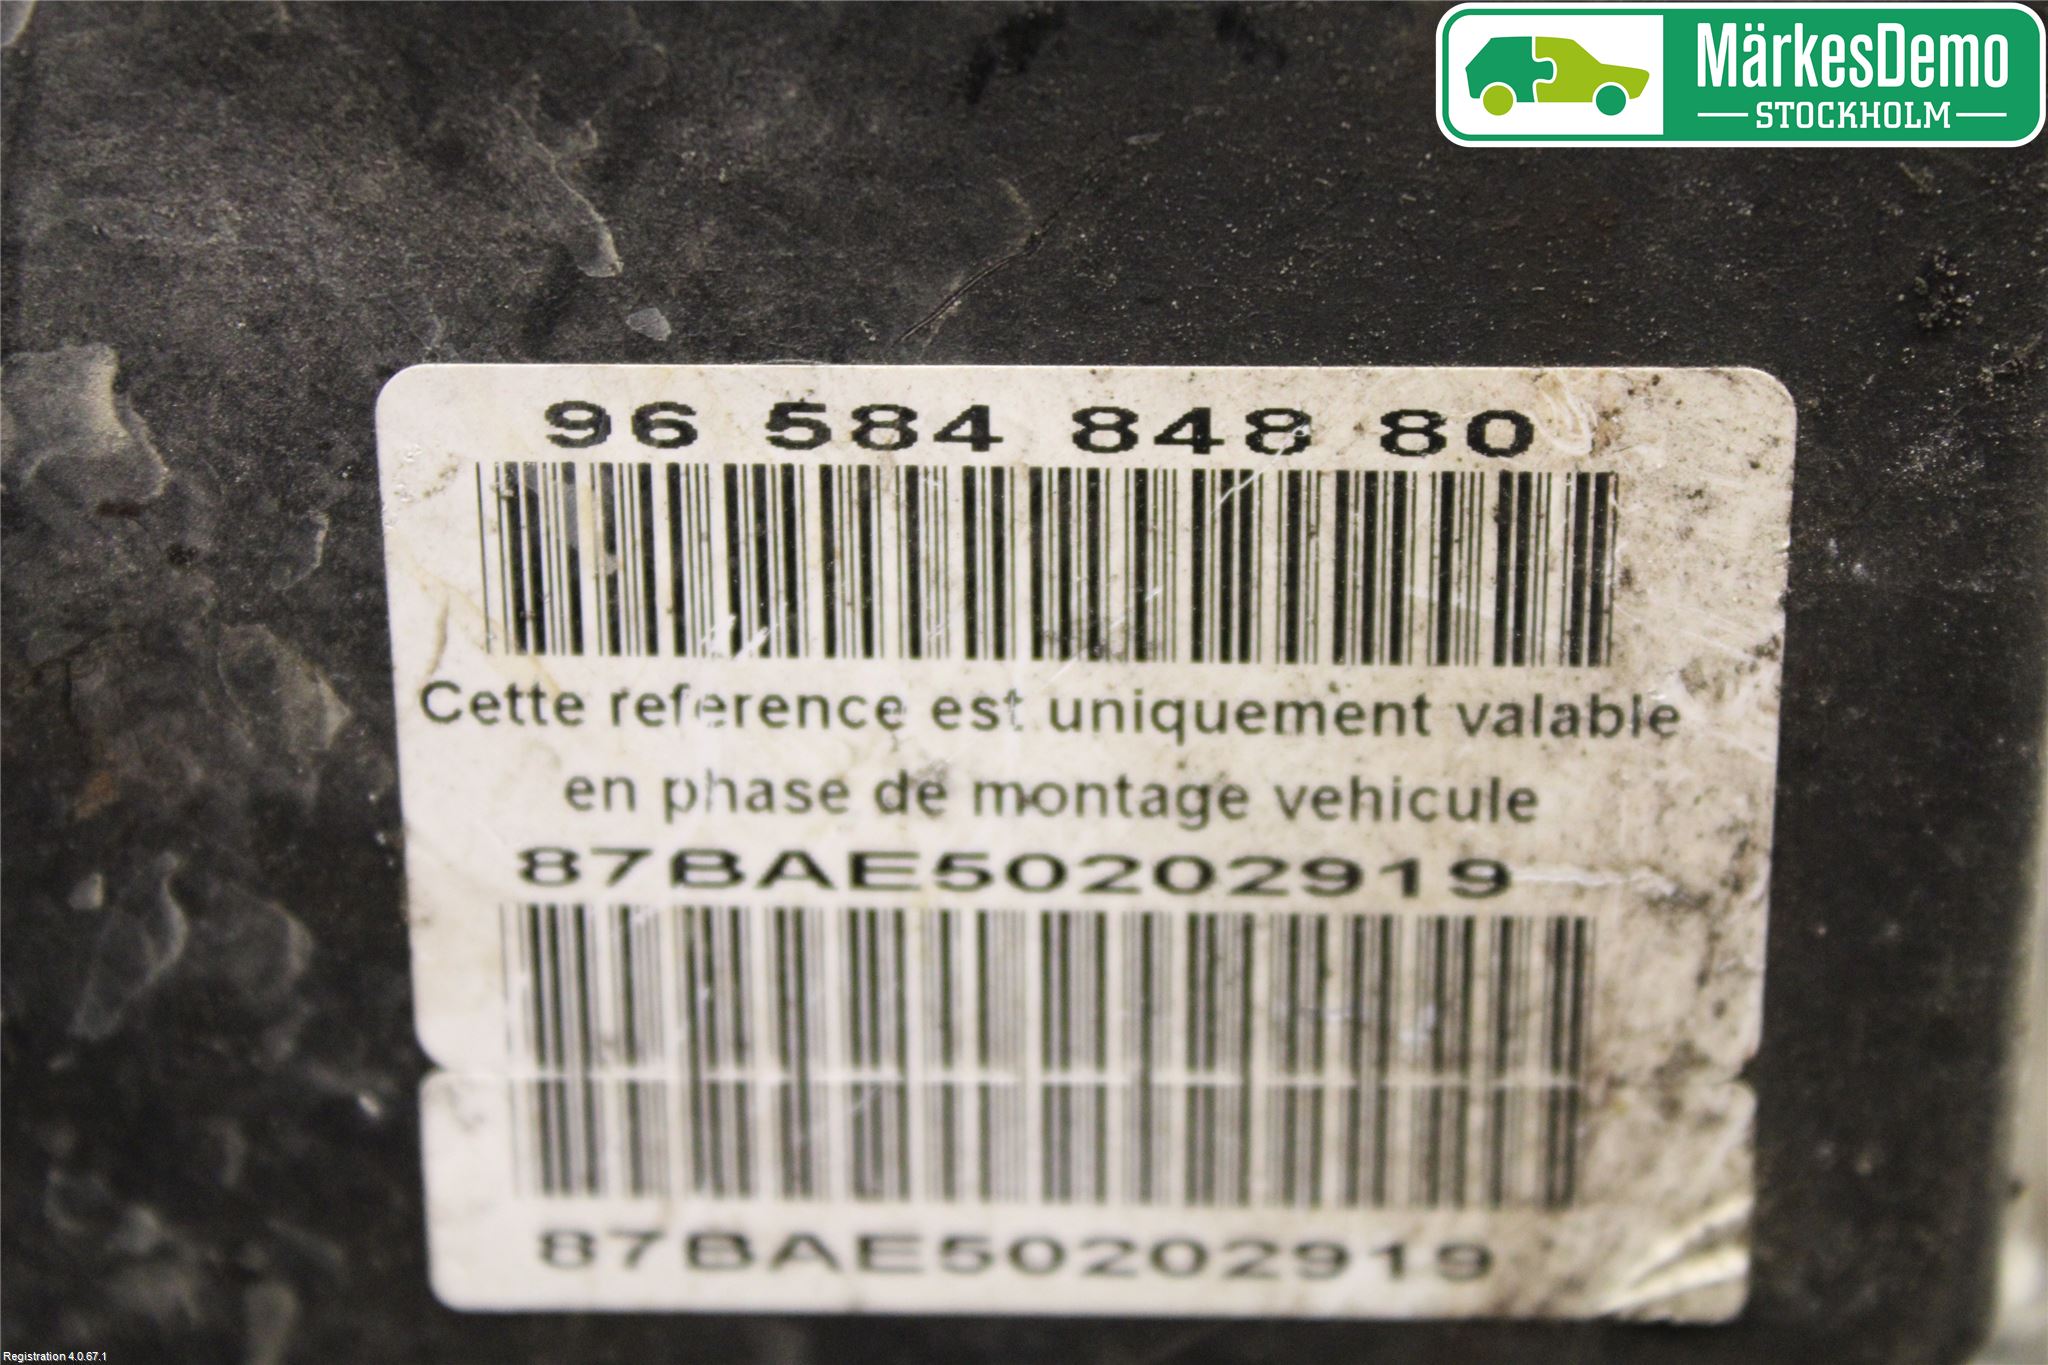 MärkesDemo
STOCKHOLM
96 584 848 80
Cette reference est uniquement valable
en phase de montage vehicule
87BAE50202919
87BAE50202919
Registration 4.0.67.1